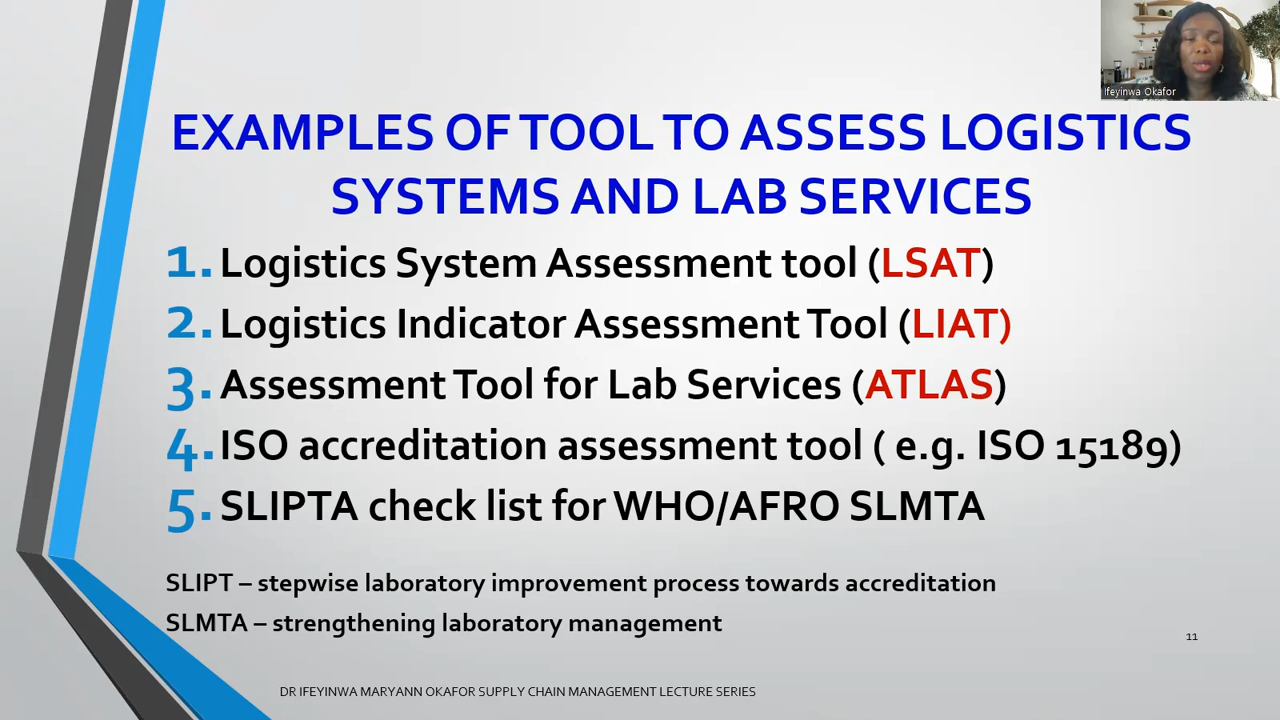 Ifeyinwa Okafor
EXAMPLES OF TOOL TO ASSESS LOGISTICS
SYSTEMS AND LAB SERVICES
1. Logistics System Assessment tool (LSAT)
2. Logistics Indicator Assessment Tool (LIAT)
3. Assessment Tool for Lab Services (ATLAS)
4. ISO accreditation assessment tool ( e.g. ISO 15189)
5. SLIPTA check list for WHO/AFRO SLMTA
SLIPT – stepwise laboratory improvement process towards accreditation
SLMTA – strengthening laboratory management
11
DR IFEYINWA MARYANN OKAFOR SUPPLY CHAIN MANAGEMENT LECTURE SERIES